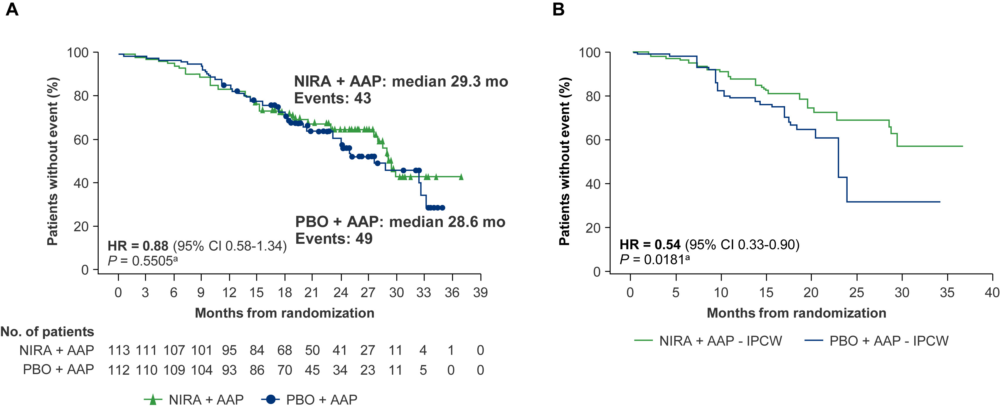 A
100
80
60
40
20
0
Patients without event (%)
NIRA + AAP: median 29.3 mo
Events: 43
PBO + AAP: median 28.6 mo
Events: 49
HR = 0.88 (95% CI 0.58-1.34)
P = 0.5505ᵃ
0 3 6 9 12 15 18 21 24 27 30 33 36 39
Months from randomization
No. of patients
NIRA + AAP 113 111 107 101 95 84 68 50 41 27 11 4 1 0
PBO + AAP 112 110 109 104 93 86 70 45 34 23 11 5 0 0
NIRA + AAP PBO + AAP
B
100
80
60
40
20
0
Patients without event (%)
HR = 0.54 (95% CI 0.33-0.90)
P = 0.0181ᵃ
0 5 10 15 20 25 30 35 40
Months from randomization
NIRA + AAP - IPCW PBO + AAP - IPCW